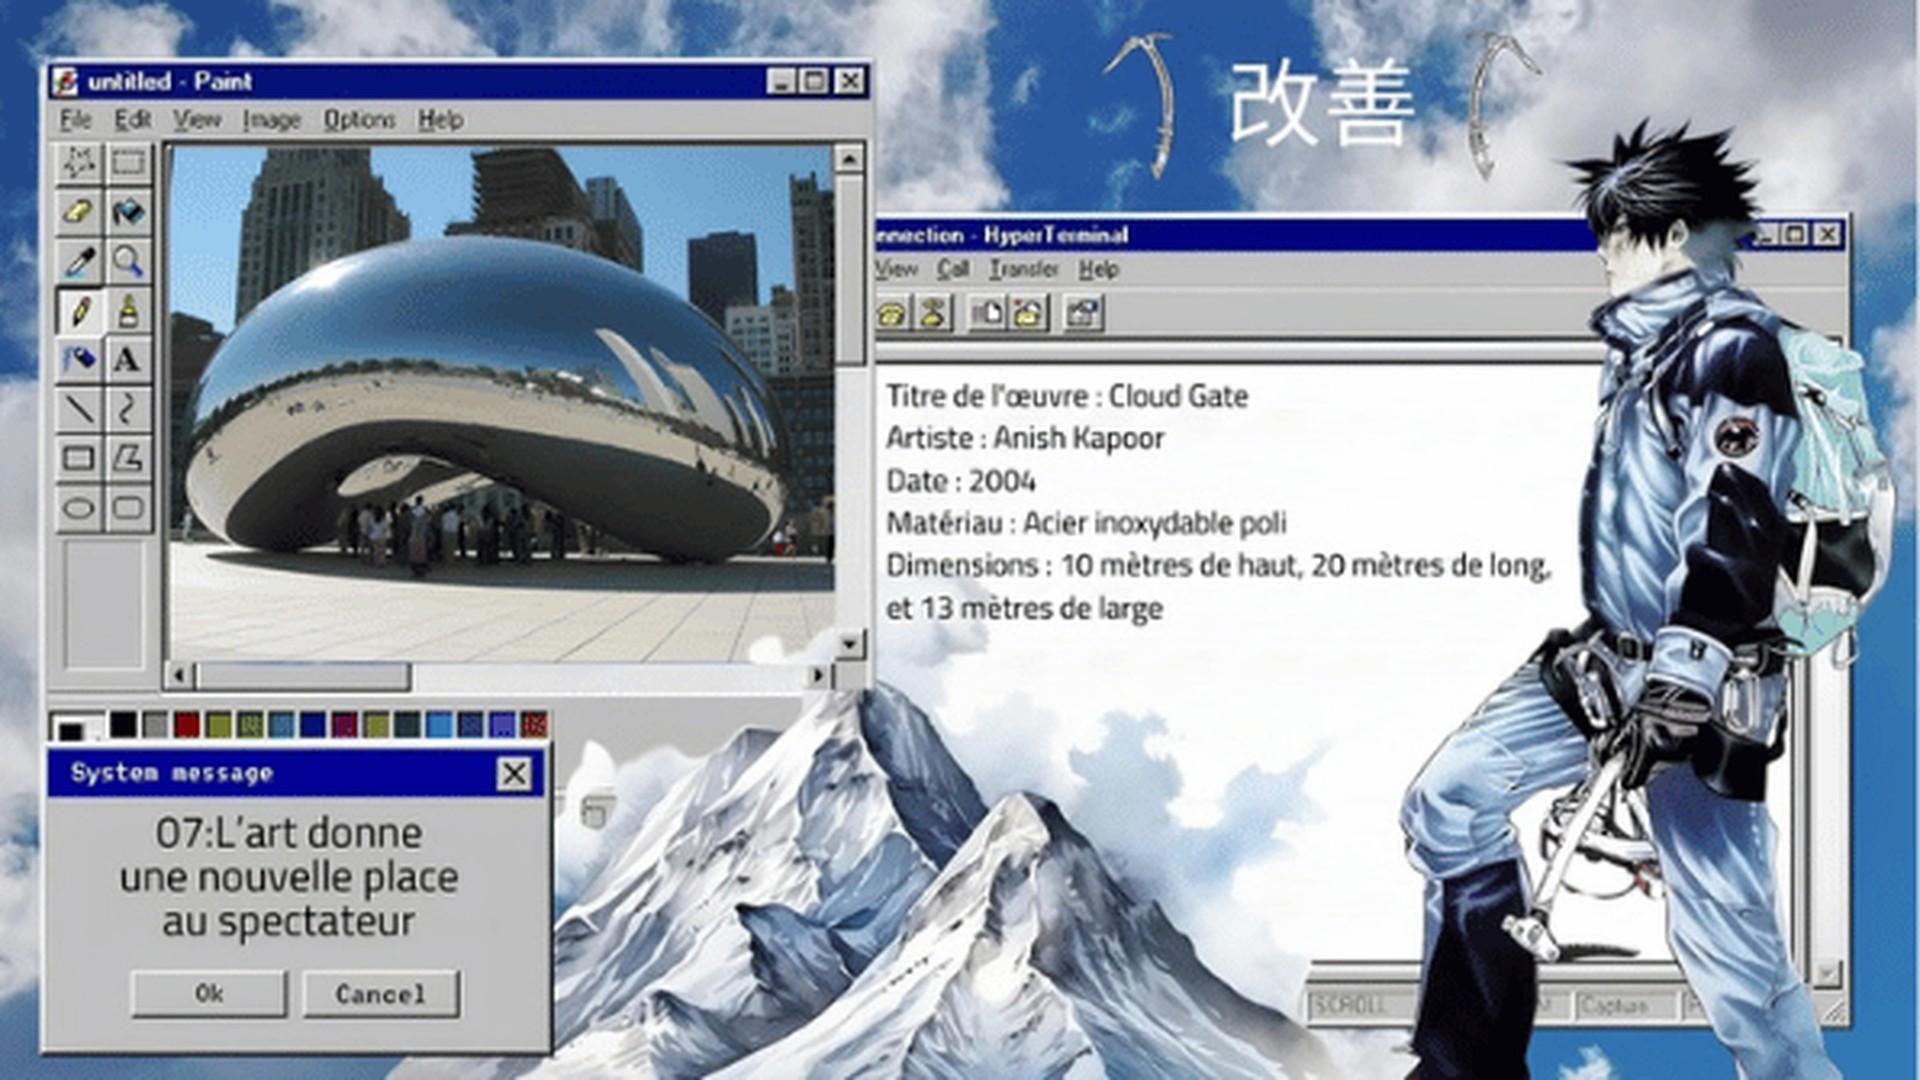 改善
untitled - Paint
File Edit View Image Options Help
A
nnection - HyperTerminal
View Call Transfer Help
Titre de l'œuvre : Cloud Gate
Artiste : Anish Kapoor
Date : 2004
Matériau : Acier inoxydable poli
Dimensions : 10 mètres de haut, 20 mètres de long,
et 13 mètres de large
System message
07:L'art donne
une nouvelle place
au spectateur
Ok Cancel
SCROLL
Capture